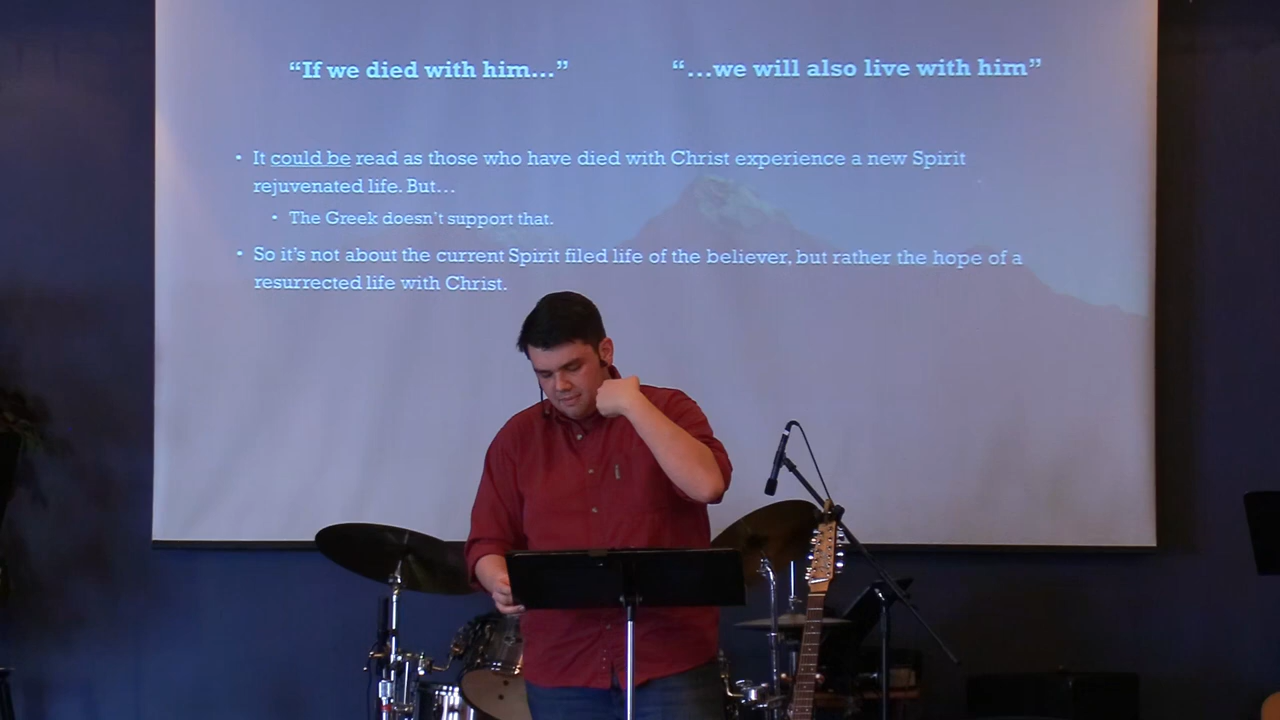 “If we died with him...” “...we will also live with him”
• It could be read as those who have died with Christ experience a new Spirit
rejuvenated life. But...
• The Greek doesn't support that.
• So it's not about the current Spirit filed life of the believer, but rather the hope of a
resurrected life with Christ.